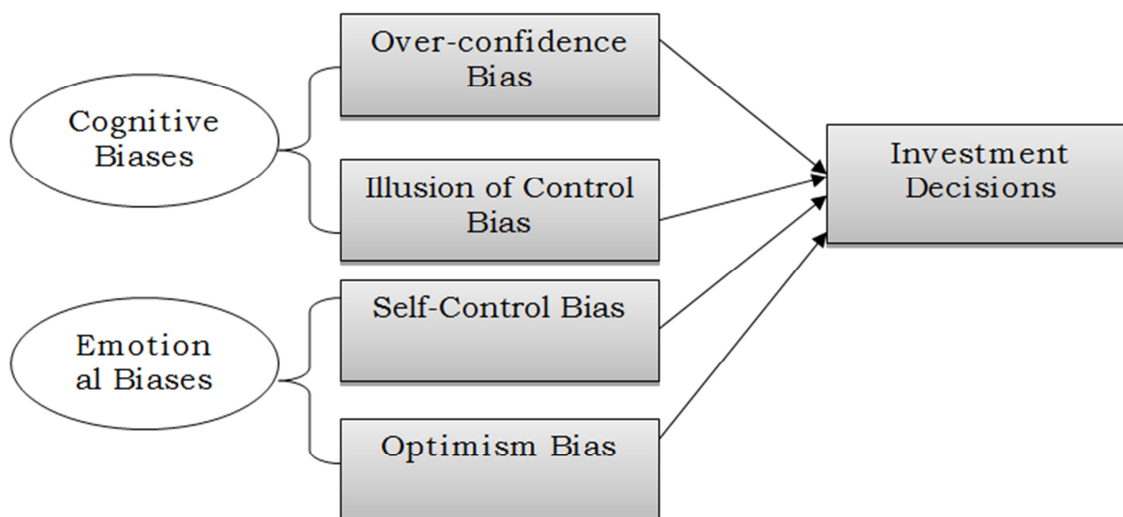 Over-confidence
Bias
Cognitive
Biases
Illusion of Control
Bias
Investment
Decisions
Self-Control Bias
Emotion
al Biases
Optimism Bias